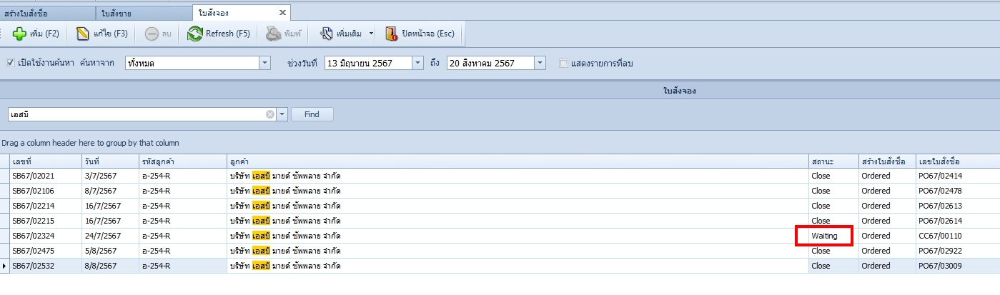 สร้างใบสั่งซื้อ ใบสั่งขาย ใบสั่งจอง
เพิ่ม (F2) แก้ไข (F3) ลบ Refresh (F5) พิมพ์ เพิ่มเติม ปิดหน้าจอ (Esc)
เปิดใช้งานค้นหา ค้นหาจาก ทั้งหมด ช่วงวันที่ 13 มิถุนายน 2567 ถึง 20 สิงหาคม 2567 แสดงรายการที่ลบ
ใบสั่งจอง
เอสบี Find
Drag a column header here to group by that column
เลขที่ วันที่ รหัสลูกค้า ลูกค้า สถานะ สร้างใบสั่งซื้อ เลขใบสั่งซื้อ
SB67/02021 3/7/2567 อ-254-R บริษัท เอสบี มายด์ ซัพพลาย จำกัด Close Ordered PO67/02414
SB67/02106 8/7/2567 อ-254-R บริษัท เอสบี มายด์ ซัพพลาย จำกัด Close Ordered PO67/02478
SB67/02214 16/7/2567 อ-254-R บริษัท เอสบี มายด์ ซัพพลาย จำกัด Close Ordered PO67/02613
SB67/02215 16/7/2567 อ-254-R บริษัท เอสบี มายด์ ซัพพลาย จำกัด Close Ordered PO67/02614
SB67/02324 24/7/2567 อ-254-R บริษัท เอสบี มายด์ ซัพพลาย จำกัด Waiting Ordered CC67/00110
SB67/02475 5/8/2567 อ-254-R บริษัท เอสบี มายด์ ซัพพลาย จำกัด Close Ordered PO67/02922
SB67/02532 8/8/2567 อ-254-R บริษัท เอสบี มายด์ ซัพพลาย จำกัด Close Ordered PO67/03009